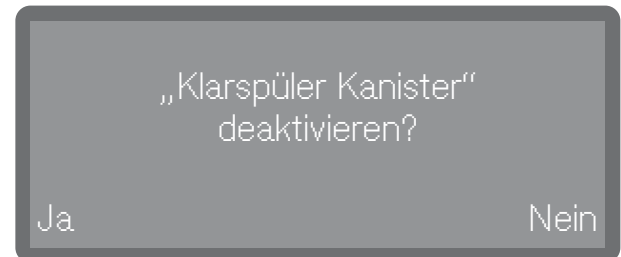 „Klarspüler Kanister“
deaktivieren?
Ja Nein